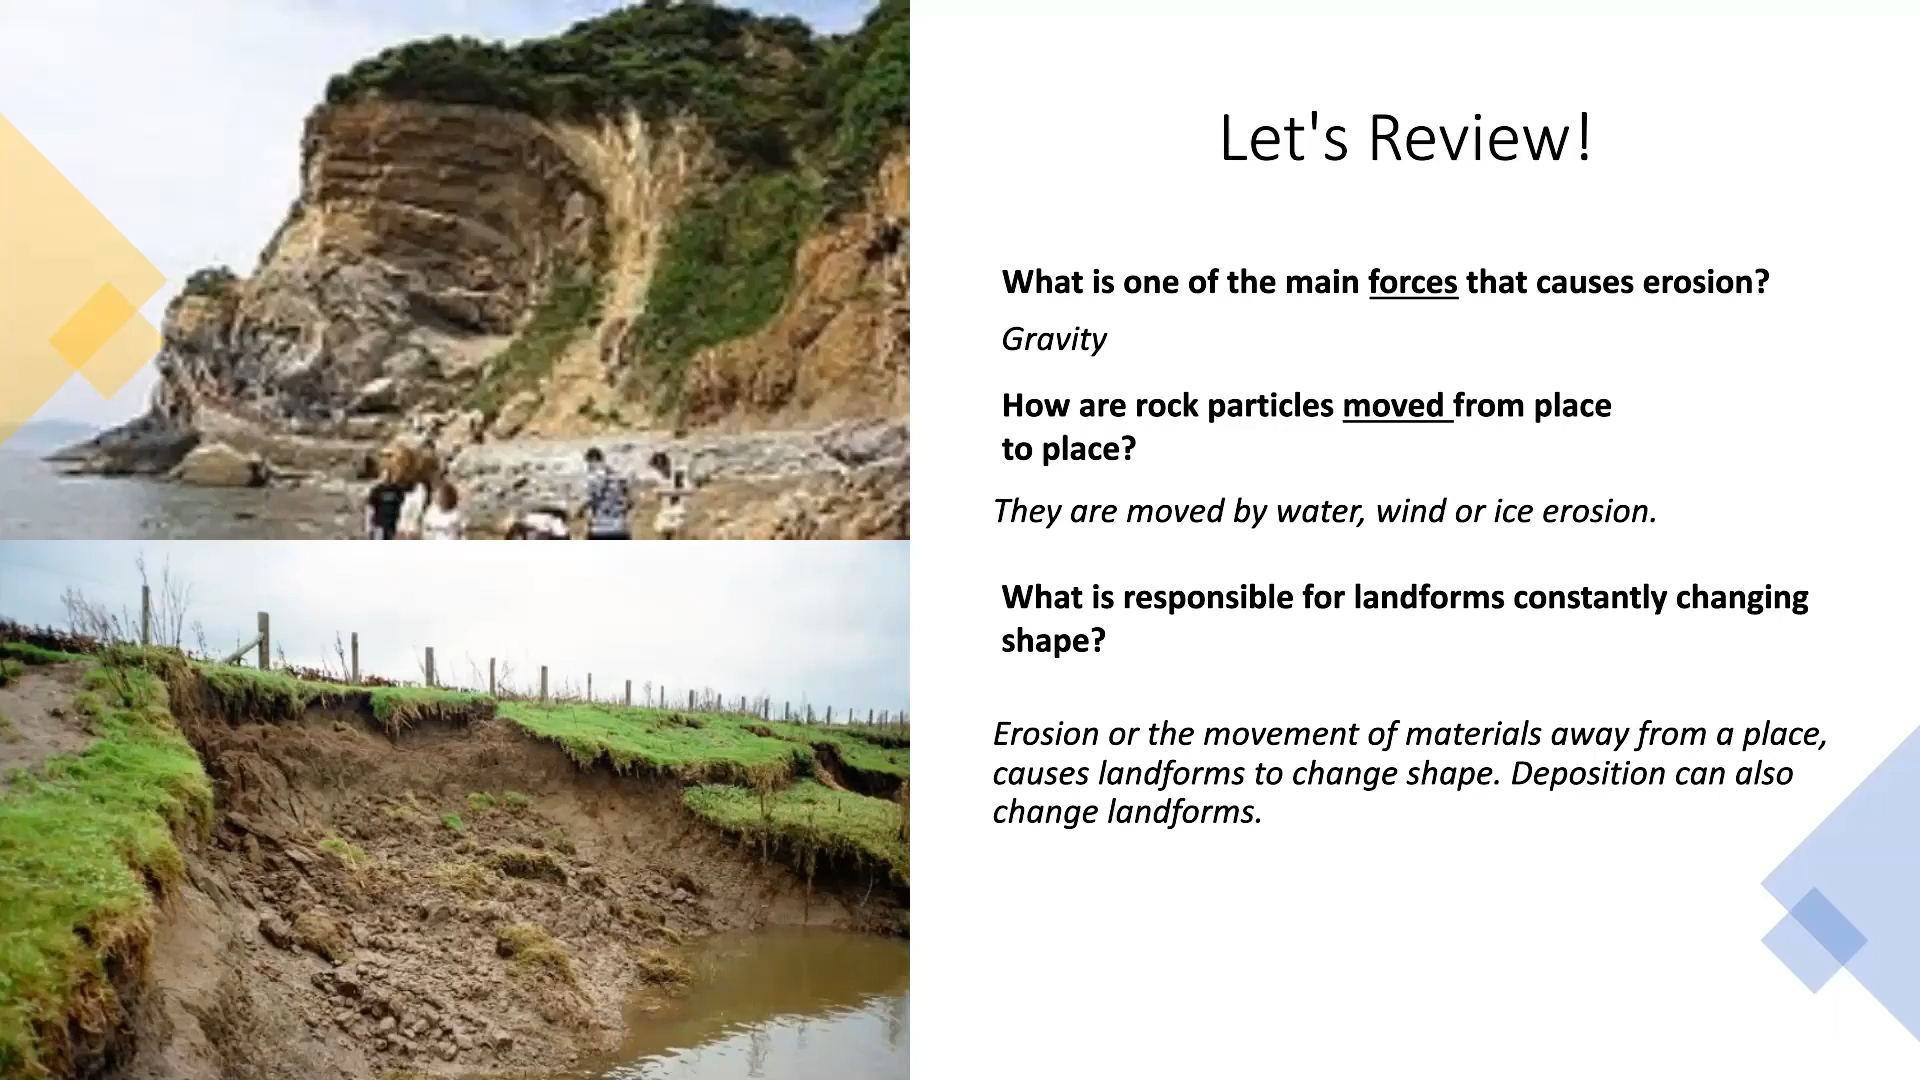 Let's Review!
What is one of the main forces that causes erosion?
Gravity
How are rock particles moved from place
to place?
They are moved by water, wind or ice erosion.
What is responsible for landforms constantly changing
shape?
Erosion or the movement of materials away from a place,
causes landforms to change shape. Deposition can also
change landforms.